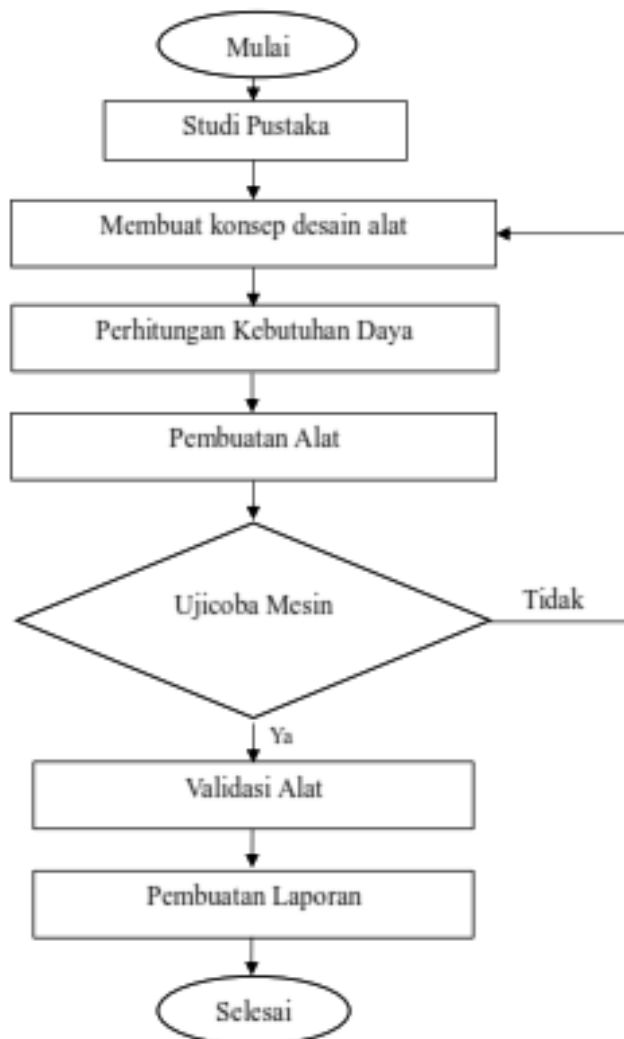 Mulai
Studi Pustaka
Membuat konsep desain alat
Perhitungan Kebutuhan Daya
Pembuatan Alat
Ujicoba Mesin
Tidak
Ya
Validasi Alat
Pembuatan Laporan
Selesai